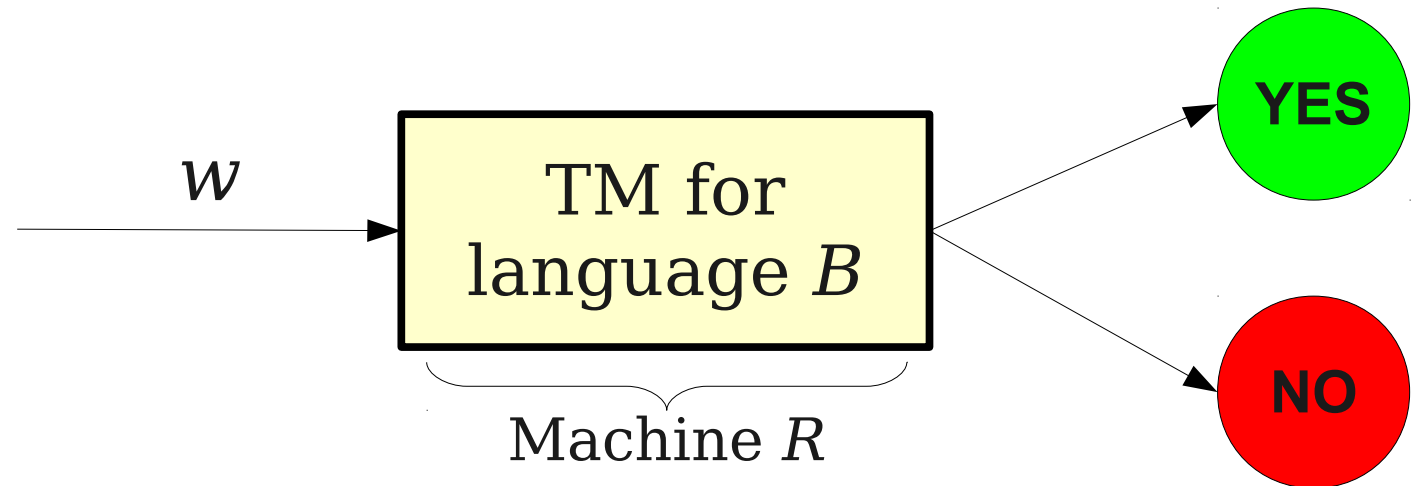 w
TM for
language B
Machine R
YES
NO